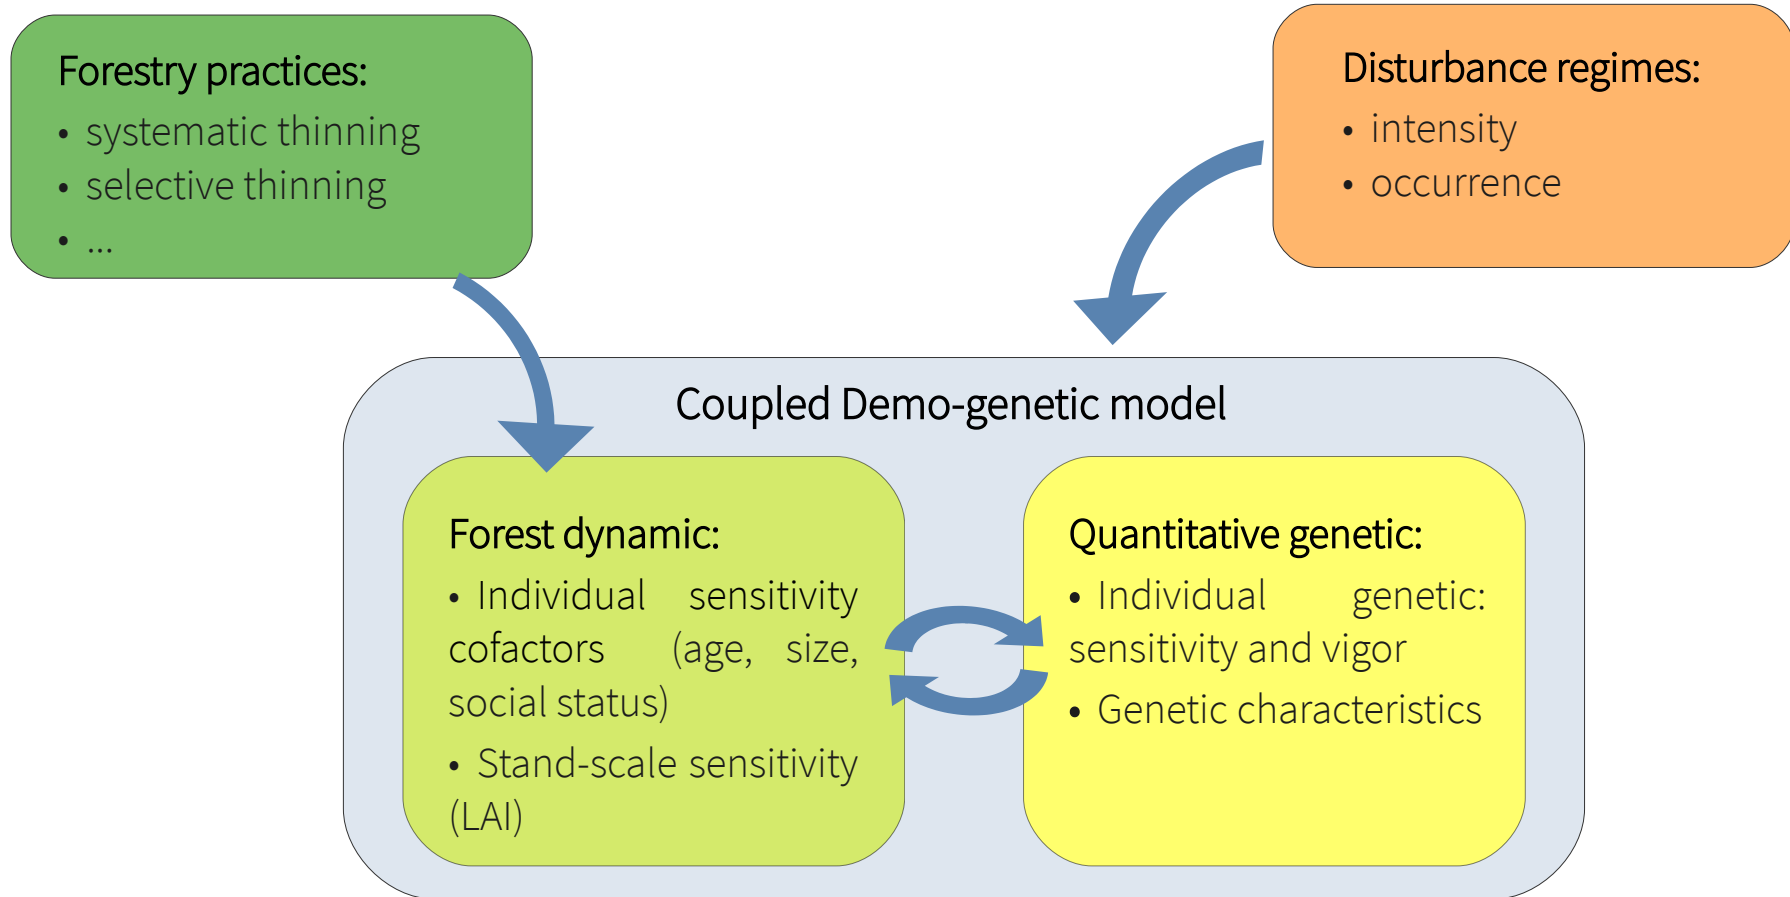 Forestry practices:
• systematic thinning
• selective thinning
• ...
Disturbance regimes:
• intensity
• occurrence
Coupled Demo-genetic model
Forest dynamic:
• Individual sensitivity
cofactors (age, size,
social status)
• Stand-scale sensitivity
(LAI)
Quantitative genetic:
• Individual genetic:
sensitivity and vigor
• Genetic characteristics